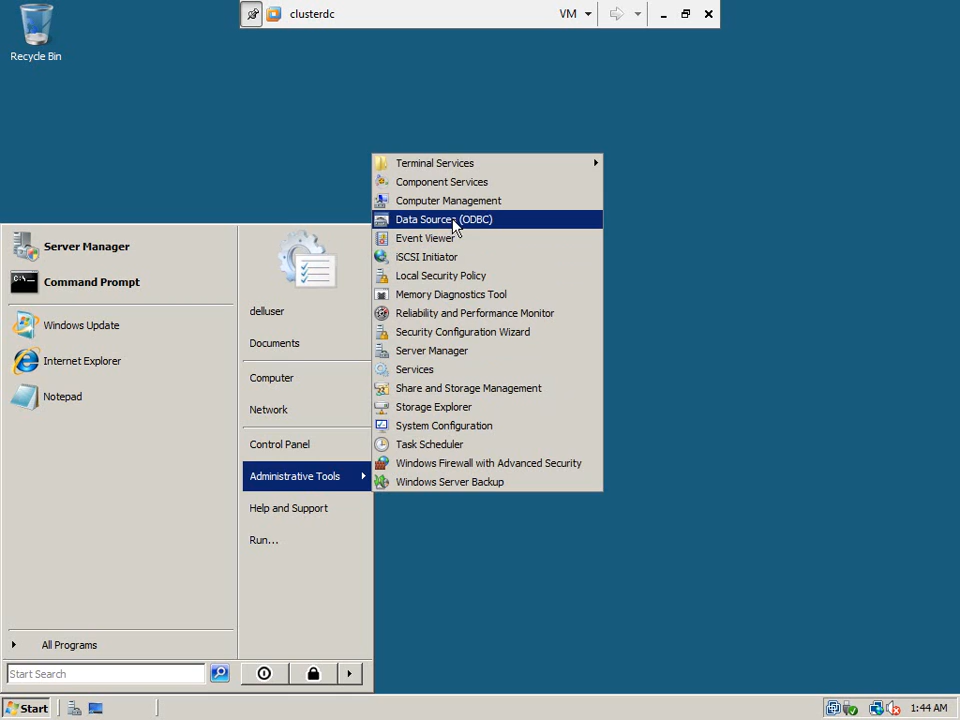 clusterdc
VM
Recycle Bin
Server Manager
Command Prompt
Windows Update
Internet Explorer
Notepad
All Programs
Start Search
delluser
Documents
Computer
Network
Control Panel
Administrative Tools
Help and Support
Run...
Terminal Services
Component Services
Computer Management
Data Sources (ODBC)
Event Viewer
iSCSI Initiator
Local Security Policy
Memory Diagnostics Tool
Reliability and Performance Monitor
Security Configuration Wizard
Server Manager
Services
Share and Storage Management
Storage Explorer
System Configuration
Task Scheduler
Windows Firewall with Advanced Security
Windows Server Backup
Start
1:44 AM